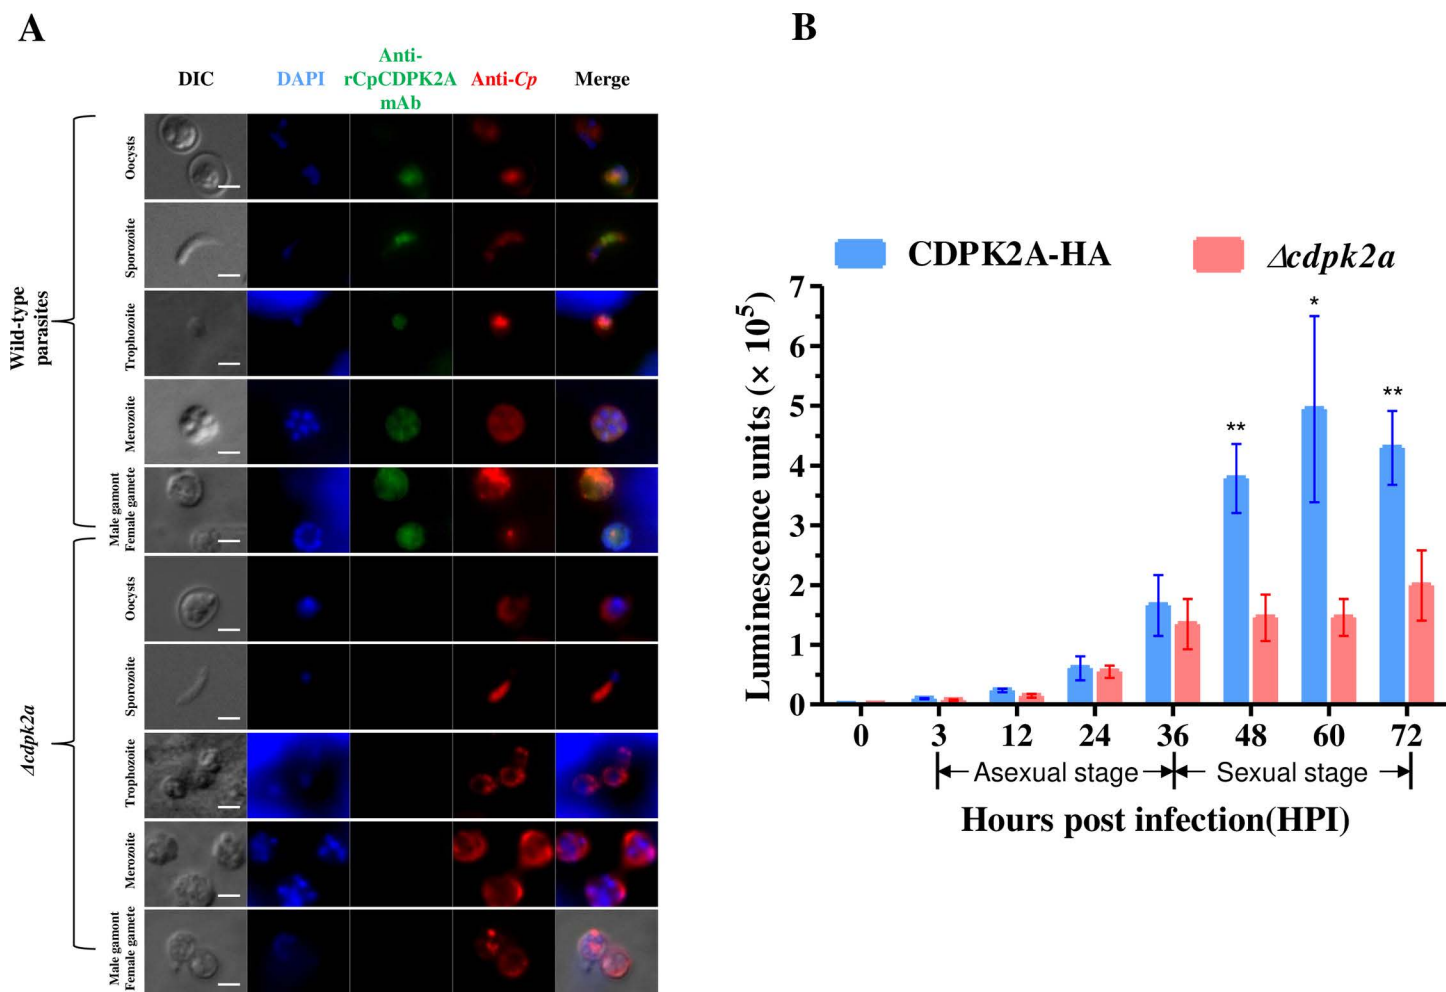 A
B
DIC
DAPI
Anti-
rCpCDPK2A
mAb
Anti-Cp
Merge
Wild-type
parasites
Oocysts
Sporozoite
Trophozoite
Merozoite
Male gamont
Female gamete
Δcdpk2a
Oocysts
Sporozoite
Trophozoite
Merozoite
Male gamont
Female gamete
CDPK2A-HA
Δcdpk2a
Luminescence units (× 10⁵)
7
6
5
4
3
2
1
0
**
*
**
0 3 12 24 36 48 60 72
Asexual stage Sexual stage
Hours post infection(HPI)